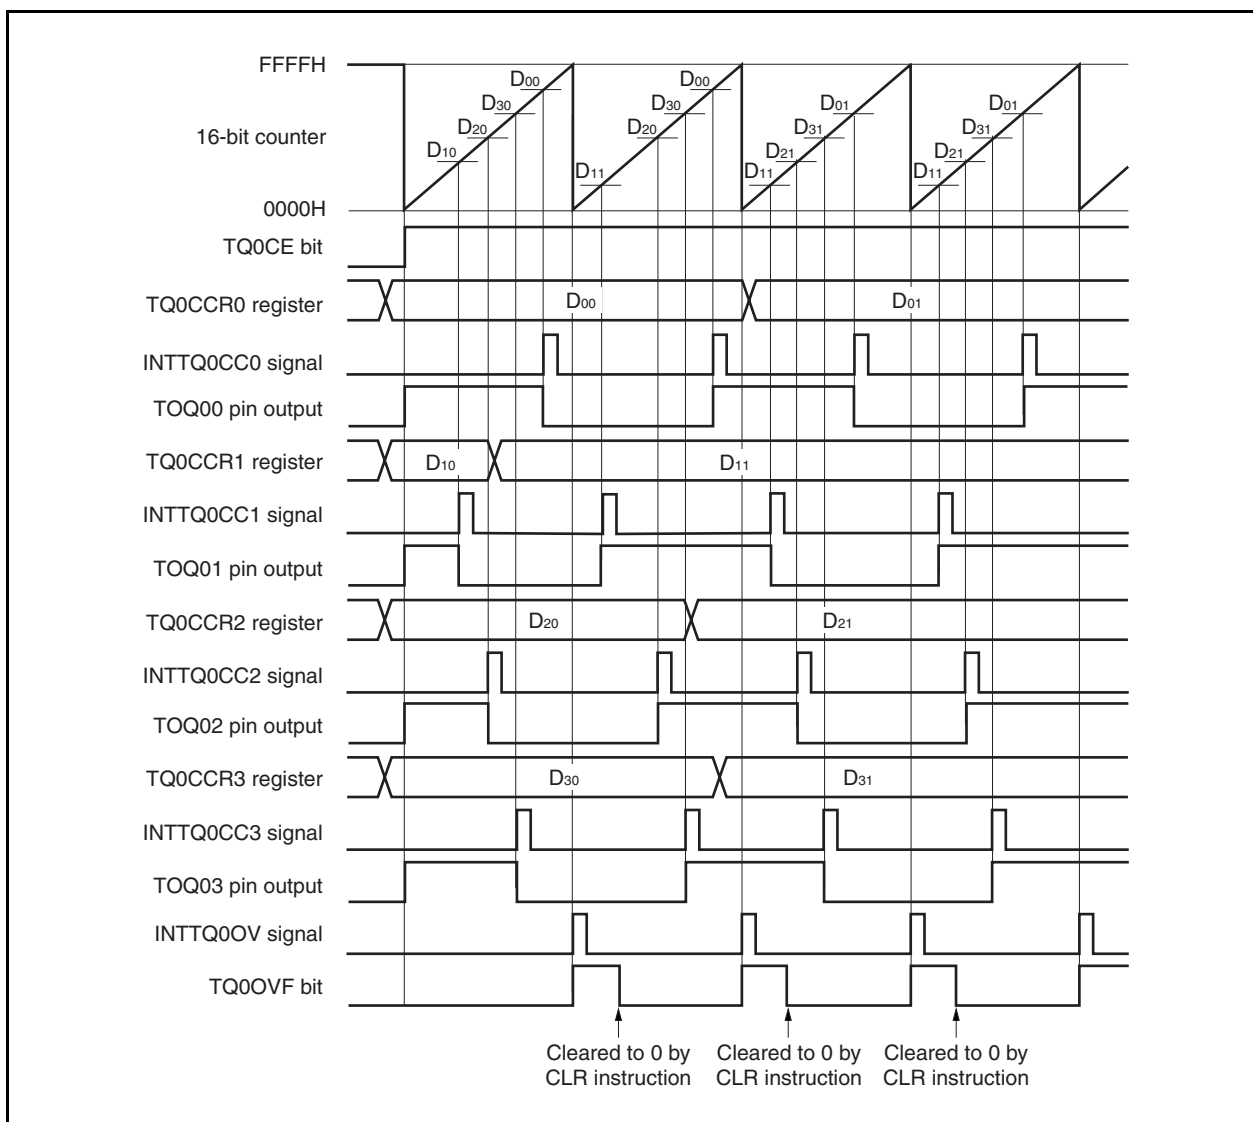 FFFFH
D00 D00
D30 D30 D01 D01
16-bit counter
D20 D20 D31 D31
D10 D21 D21
D11 D11 D11
0000H
TQ0CE bit
TQ0CCR0 register D00 D01
INTTQ0CC0 signal
TOQ00 pin output
TQ0CCR1 register D10 D11
INTTQ0CC1 signal
TOQ01 pin output
TQ0CCR2 register D20 D21
INTTQ0CC2 signal
TOQ02 pin output
TQ0CCR3 register D30 D31
INTTQ0CC3 signal
TOQ03 pin output
INTTQ0OV signal
TQ0OVF bit
Cleared to 0 by
CLR instruction
Cleared to 0 by
CLR instruction
Cleared to 0 by
CLR instruction